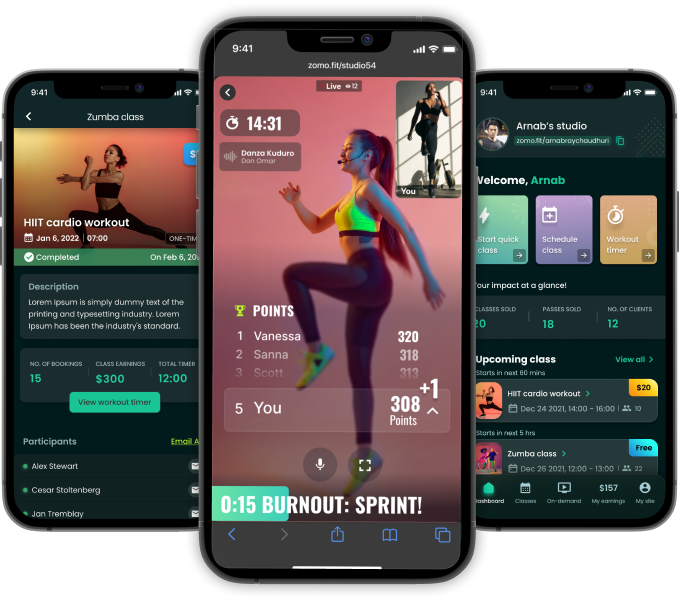 9:41
Zumba class
HIIT cardio workout
Jan 6, 2022 | 07:00
ONE-TIM
Completed
On Feb 6, 20
Description
Lorem Ipsum is simply dummy text of the
printing and typesetting industry. Lorem
Ipsum has been the industry's standard.
NO. OF BOOKINGS
CLASS EARNINGS
TOTAL TIMER
15
$300
12:00
View workout timer
Participants
Email A
Alex Stewart
Cesar Stoltenberg
Jan Tremblay
9:41
zomo.fit/studio54
Live 12
14:31
Danza Kuduro
Don Omar
You
POINTS
1 Vanessa 320
2 Sanna 318
3 Scott 313
+1
5 You 308
Points
0:15 BURNOUT: SPRINT!
9:41
Arnab's studio
zomo.fit/arnabraychaudhuri
Welcome, Arnab
Start quick
class
Schedule
class
Workout
timer
Your impact at a glance!
CLASSES SOLD
PASSES SOLD
NO. OF CLIENTS
20
18
12
Upcoming class
View all
Starts in next 60 mins
$20
HIIT cardio workout
Dec 24 2021, 14:00 - 16:00 | 10
Starts in next 5 hrs
Free
Zumba class
Dec 26 2021, 12:00 - 13:00 | 22
Dashboard
Classes
On-demand
$157
My earnings
My site